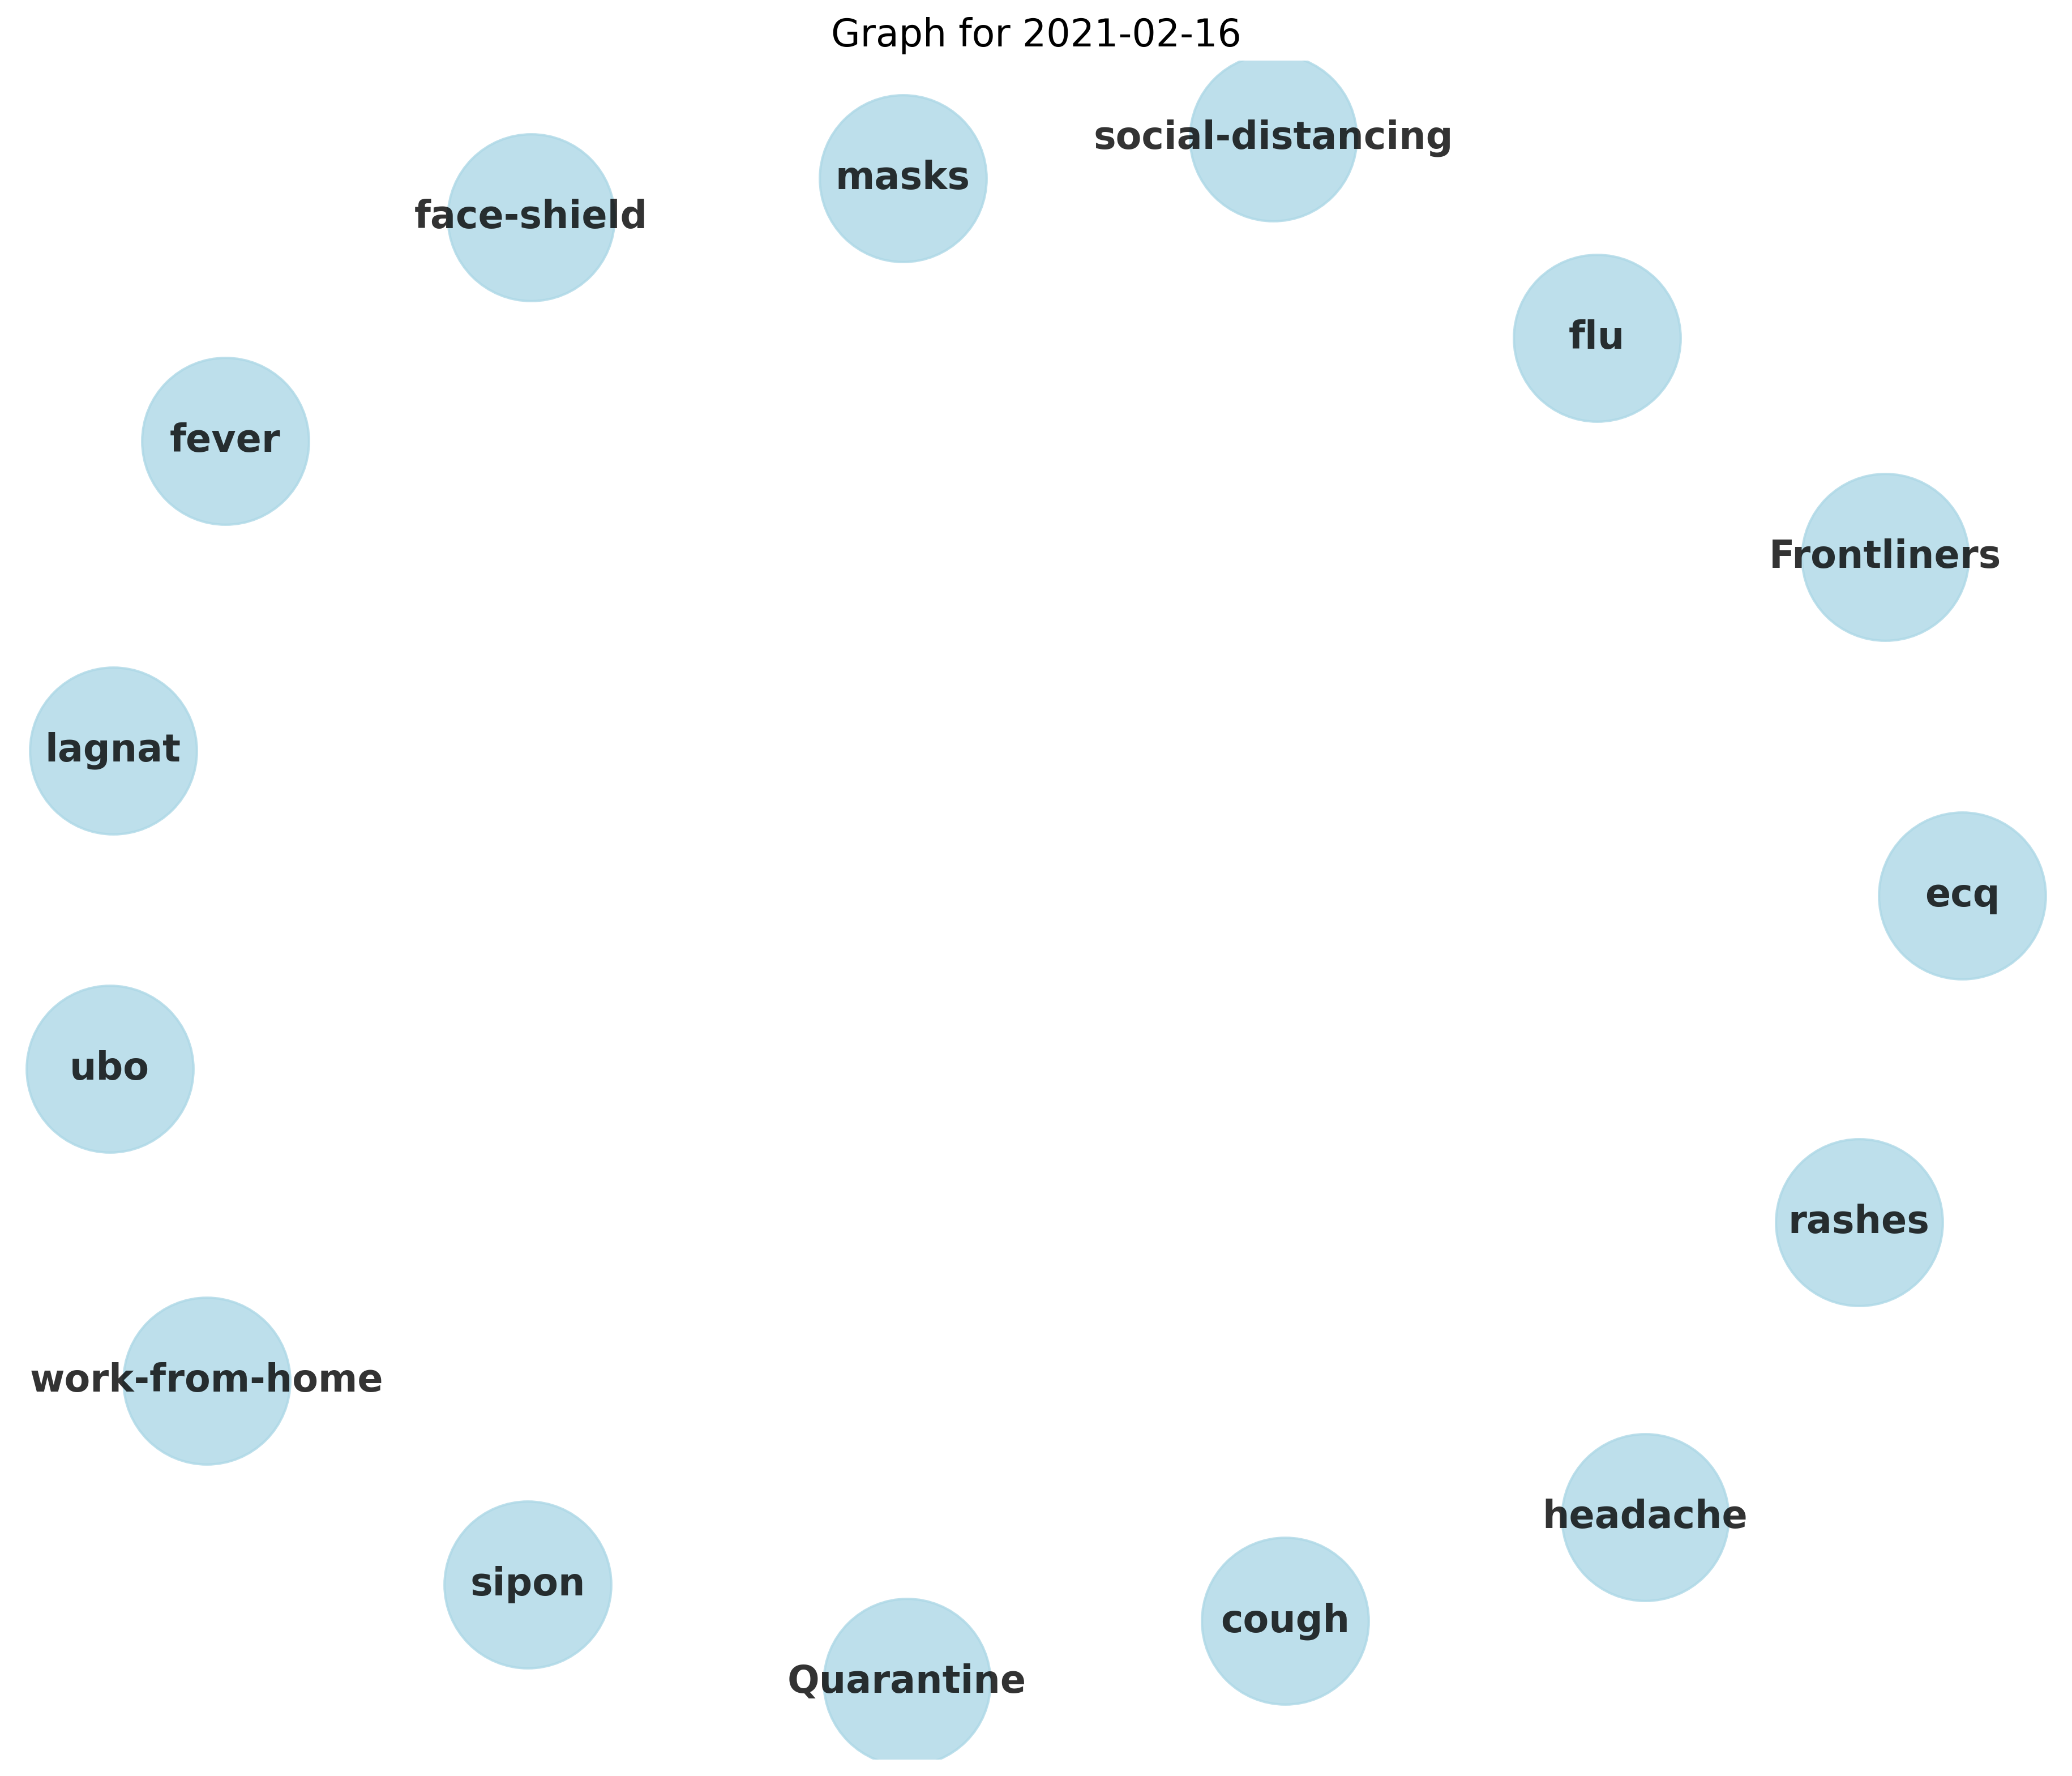 Graph for 2021-02-16
social-distancing
masks
face-shield
flu
fever
Frontliners
lagnat
ecq
ubo
rashes
work-from-home
headache
sipon
cough
Quarantine